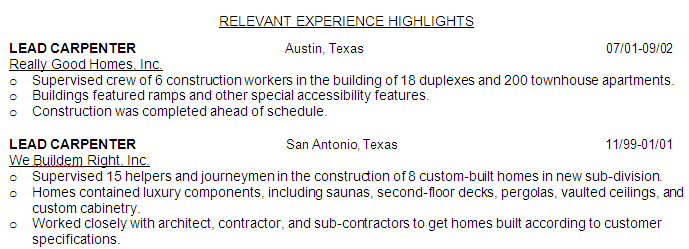 RELEVANT EXPERIENCE HIGHLIGHTS
LEAD CARPENTER Austin, Texas 07/01-09/02
Really Good Homes, Inc.
o Supervised crew of 6 construction workers in the building of 18 duplexes and 200 townhouse apartments.
o Buildings featured ramps and other special accessibility features.
o Construction was completed ahead of schedule.
LEAD CARPENTER San Antonio, Texas 11/99-01/01
We Buildem Right, Inc.
o Supervised 15 helpers and journeymen in the construction of 8 custom-built homes in new sub-division.
o Homes contained luxury components, including saunas, second-floor decks, pergolas, vaulted ceilings, and
custom cabinetry.
o Worked closely with architect, contractor, and sub-contractors to get homes built according to customer
specifications.